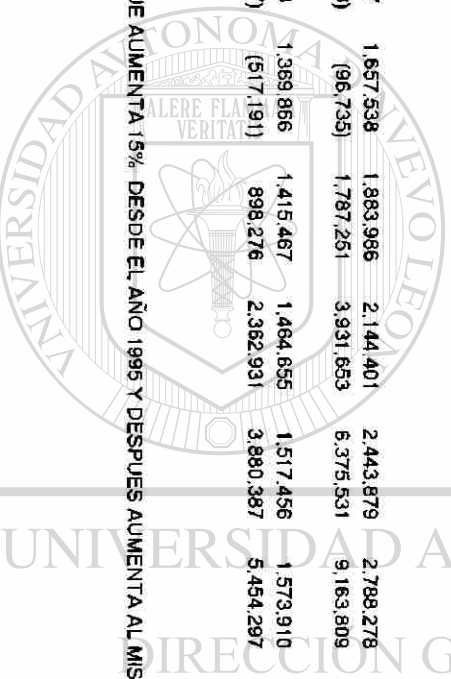 7 1,657,538 1,883,986 2,144,401 2,443,879 2,788,278
(96,735) 1,787,251 3,931,653 6,375,531 9,163,809
1,369,866 1,415,467 1,464,655 1,517,456 1,573,910
(517,191) 898,276 2,362,931 3,880,387 5,454,297
AUMENTA 15% DESDE EL AÑO 1995 Y DESPUES AUMENTA AL MIS
ALERE FLAMMAM
VERITATIS
UNIVERSIDAD AUTONOMA DE NUEVO LEON
UNIVERSIDAD A
DIRECCIÓN G